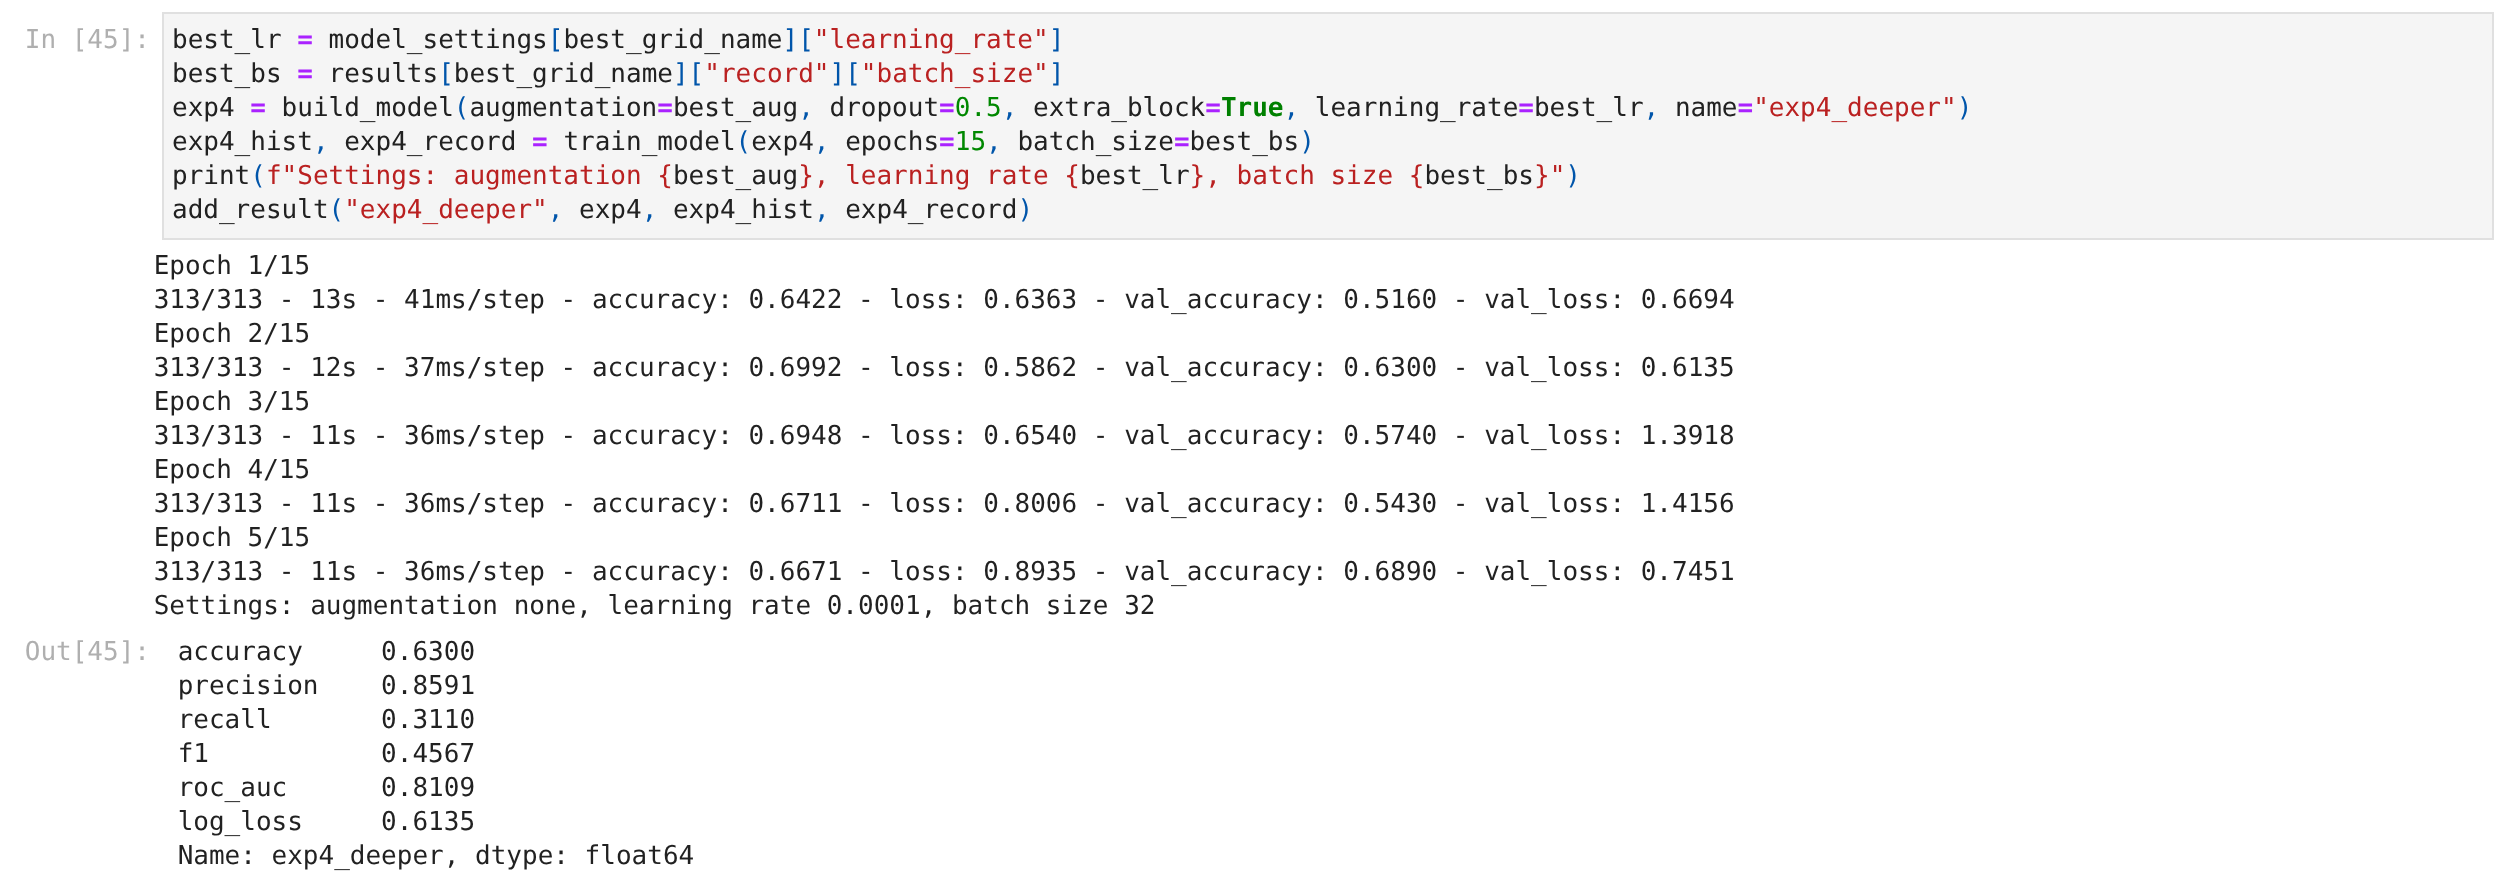 In [45]: best_lr = model_settings[best_grid_name]["learning_rate"]
best_bs = results[best_grid_name]["record"]["batch_size"]
exp4 = build_model(augmentation=best_aug, dropout=0.5, extra_block=True, learning_rate=best_lr, name="exp4_deeper")
exp4_hist, exp4_record = train_model(exp4, epochs=15, batch_size=best_bs)
print(f"Settings: augmentation {best_aug}, learning rate {best_lr}, batch size {best_bs}")
add_result("exp4_deeper", exp4, exp4_hist, exp4_record)
Epoch 1/15
313/313 - 13s - 41ms/step - accuracy: 0.6422 - loss: 0.6363 - val_accuracy: 0.5160 - val_loss: 0.6694
Epoch 2/15
313/313 - 12s - 37ms/step - accuracy: 0.6992 - loss: 0.5862 - val_accuracy: 0.6300 - val_loss: 0.6135
Epoch 3/15
313/313 - 11s - 36ms/step - accuracy: 0.6948 - loss: 0.6540 - val_accuracy: 0.5740 - val_loss: 1.3918
Epoch 4/15
313/313 - 11s - 36ms/step - accuracy: 0.6711 - loss: 0.8006 - val_accuracy: 0.5430 - val_loss: 1.4156
Epoch 5/15
313/313 - 11s - 36ms/step - accuracy: 0.6671 - loss: 0.8935 - val_accuracy: 0.6890 - val_loss: 0.7451
Settings: augmentation none, learning rate 0.0001, batch size 32
Out[45]: accuracy 0.6300
precision 0.8591
recall 0.3110
f1 0.4567
roc_auc 0.8109
log_loss 0.6135
Name: exp4_deeper, dtype: float64